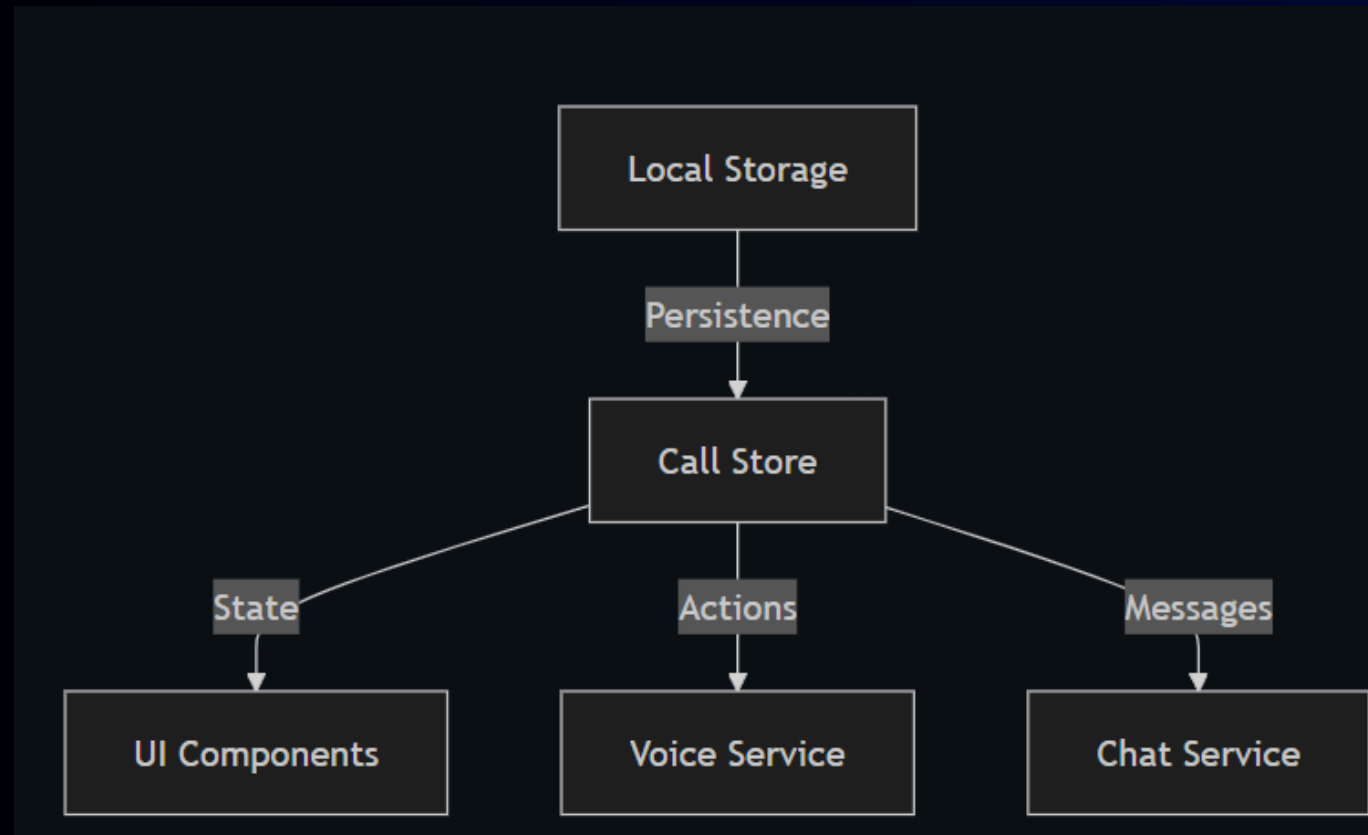 Local Storage
Persistence
Call Store
State
Actions
Messages
UI Components
Voice Service
Chat Service